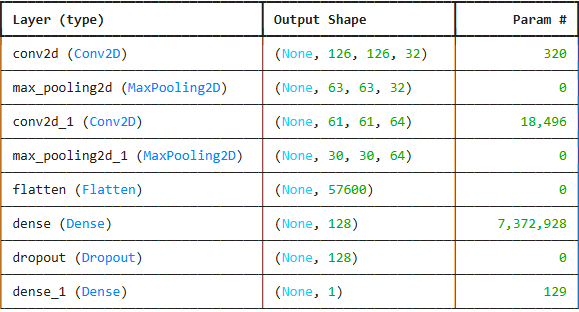 Layer (type) Output Shape Param #
conv2d (Conv2D) (None, 126, 126, 32) 320
max_pooling2d (MaxPooling2D) (None, 63, 63, 32) 0
conv2d_1 (Conv2D) (None, 61, 61, 64) 18,496
max_pooling2d_1 (MaxPooling2D) (None, 30, 30, 64) 0
flatten (Flatten) (None, 57600) 0
dense (Dense) (None, 128) 7,372,928
dropout (Dropout) (None, 128) 0
dense_1 (Dense) (None, 1) 129